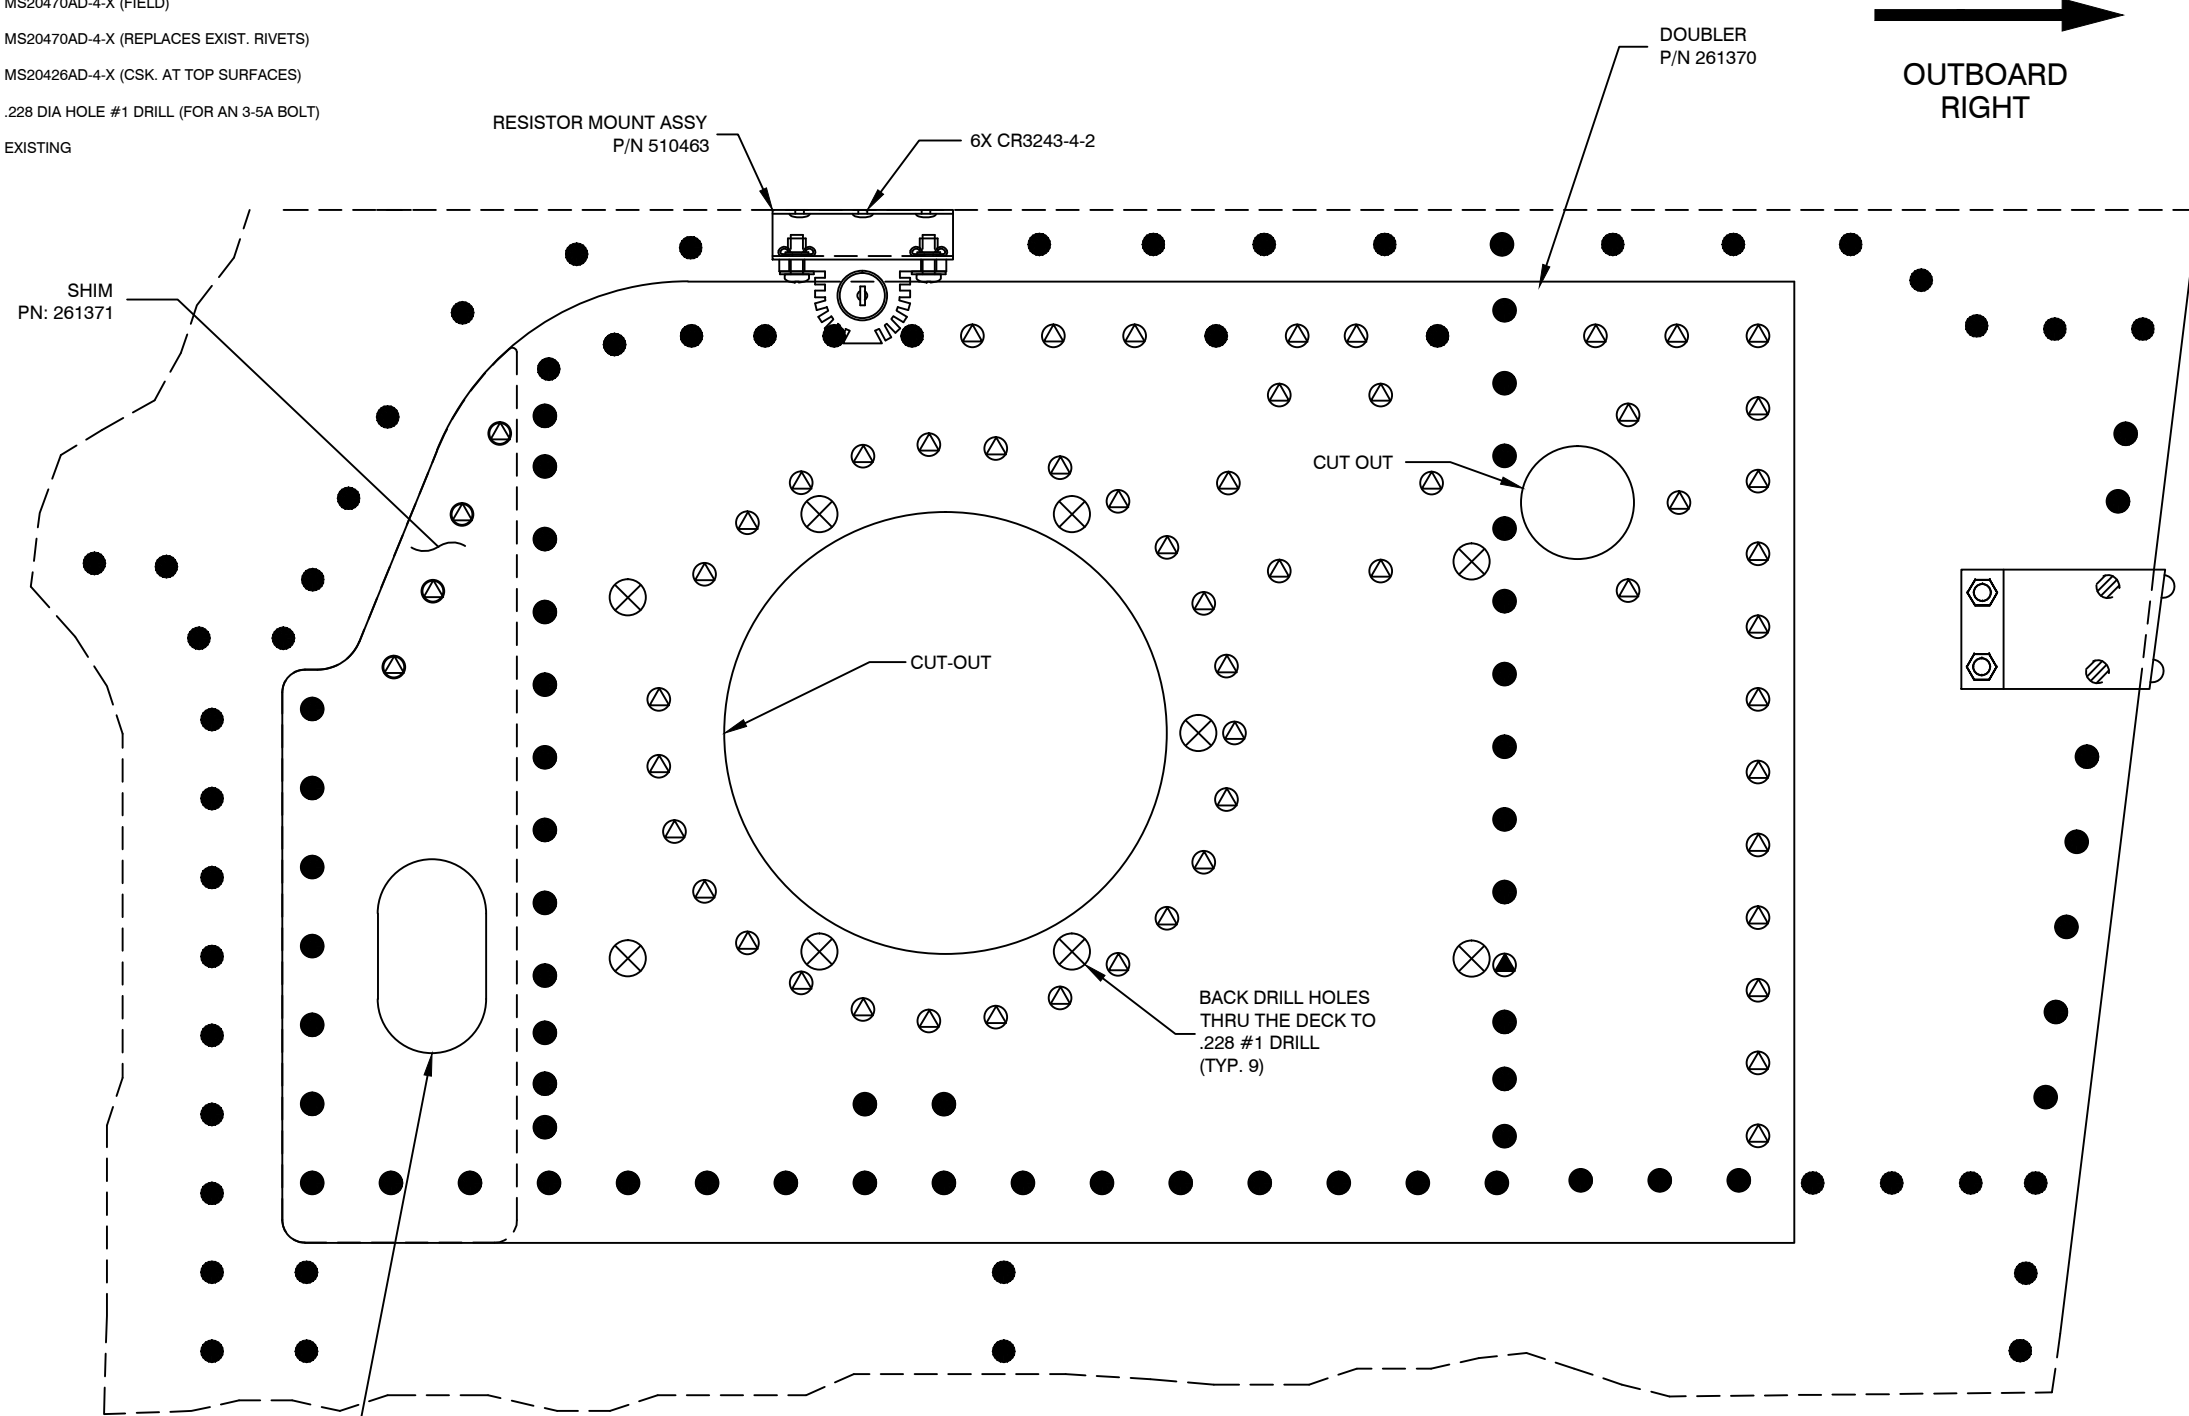 MS20470AD-4-X (FIELD)
MS20470AD-4-X (REPLACES EXIST. RIVETS)
MS20426AD-4-X (CSK. AT TOP SURFACES)
.228 DIA HOLE #1 DRILL (FOR AN 3-5A BOLT)
EXISTING
RESISTOR MOUNT ASSY
P/N 510463
6X CR3243-4-2
DOUBLER
P/N 261370
OUTBOARD
RIGHT
SHIM
PN: 261371
CUT OUT
CUT-OUT
BACK DRILL HOLES
THRU THE DECK TO
.228 #1 DRILL
(TYP. 9)